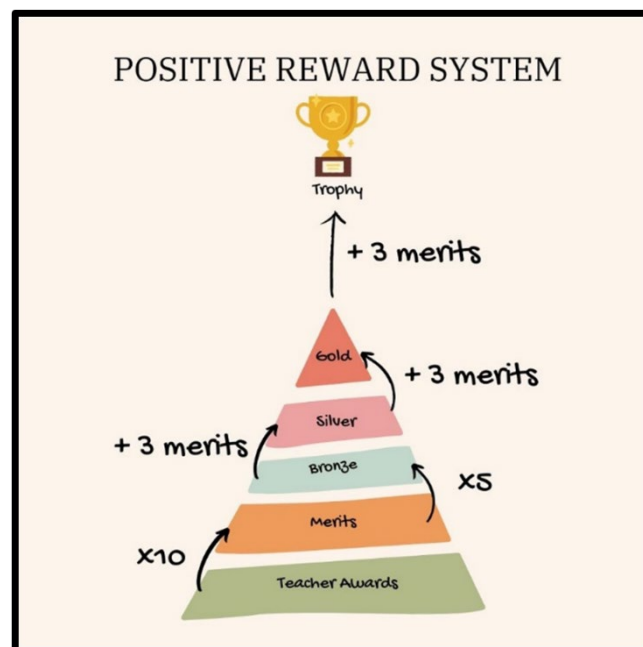 POSITIVE REWARD SYSTEM
Trophy
+ 3 merits
Gold
+ 3 merits
Silver
+ 3 merits
Bronze
x5
Merits
x10
Teacher Awards